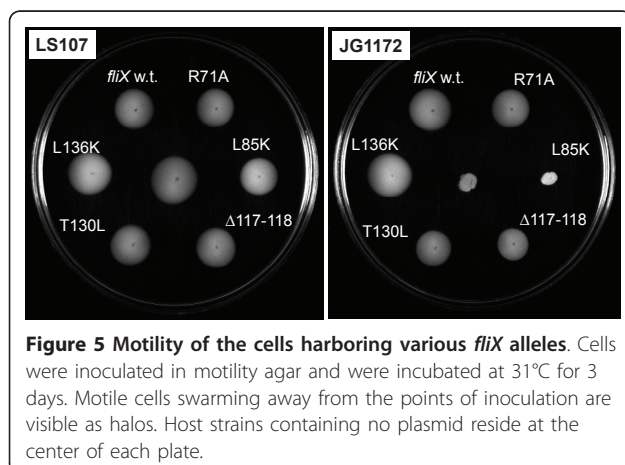 LS107
JG1172
fliX w.t.
R71A
L136K
L85K
T130L
Δ117-118
fliX w.t.
R71A
L136K
L85K
T130L
Δ117-118
Figure 5 Motility of the cells harboring various fliX alleles. Cells
were inoculated in motility agar and were incubated at 31°C for 3
days. Motile cells swarming away from the points of inoculation are
visible as halos. Host strains containing no plasmid reside at the
center of each plate.